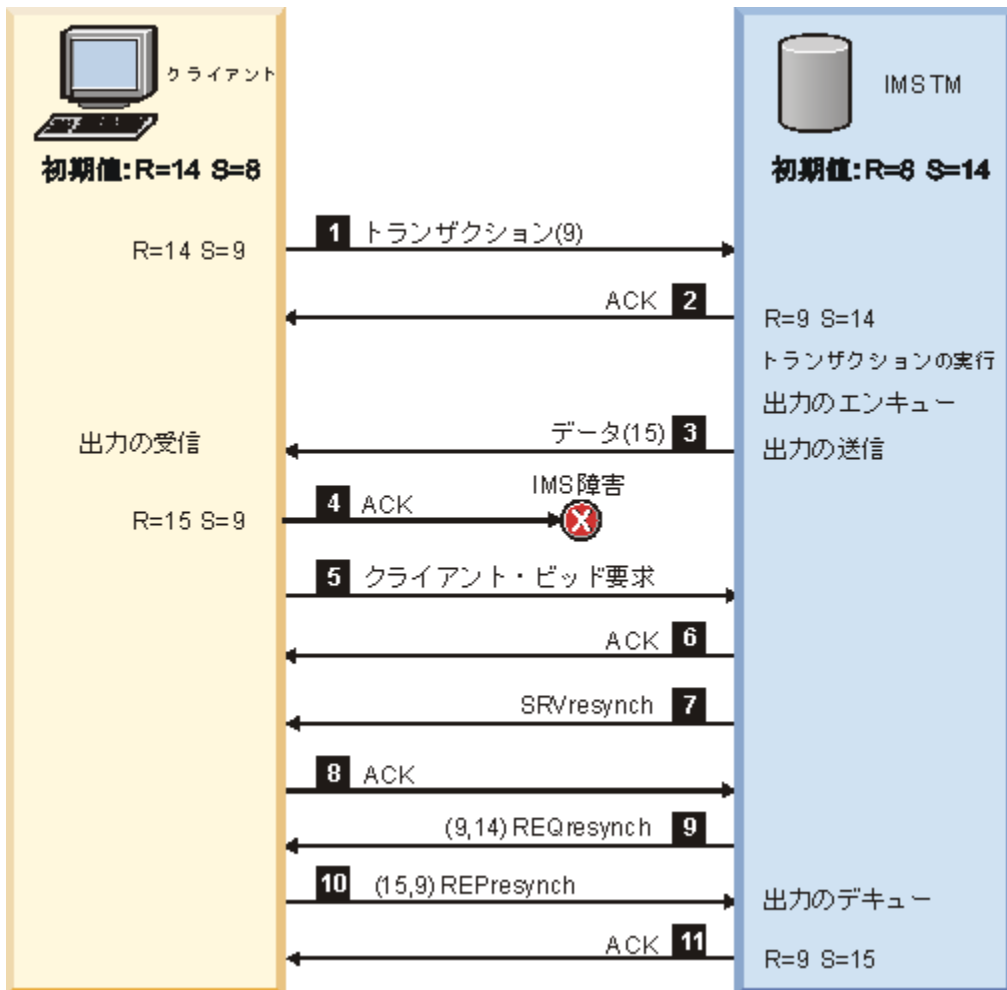 クライアント
IMS TM
初期値:R=14 S=8
初期値:R=8 S=14
1 トランザクション(9)
R=14 S=9
ACK 2
R=9 S=14
トランザクションの実行
出力のエンキュー
データ(15) 3
出力の受信
出力の送信
IMS障害
4 ACK
R=15 S=9
5 クライアント・ビッド要求
ACK 6
SRVresynch 7
8 ACK
(9,14) REQresynch 9
10 (15,9) REPresynch
出力のデキュー
ACK 11
R=9 S=15